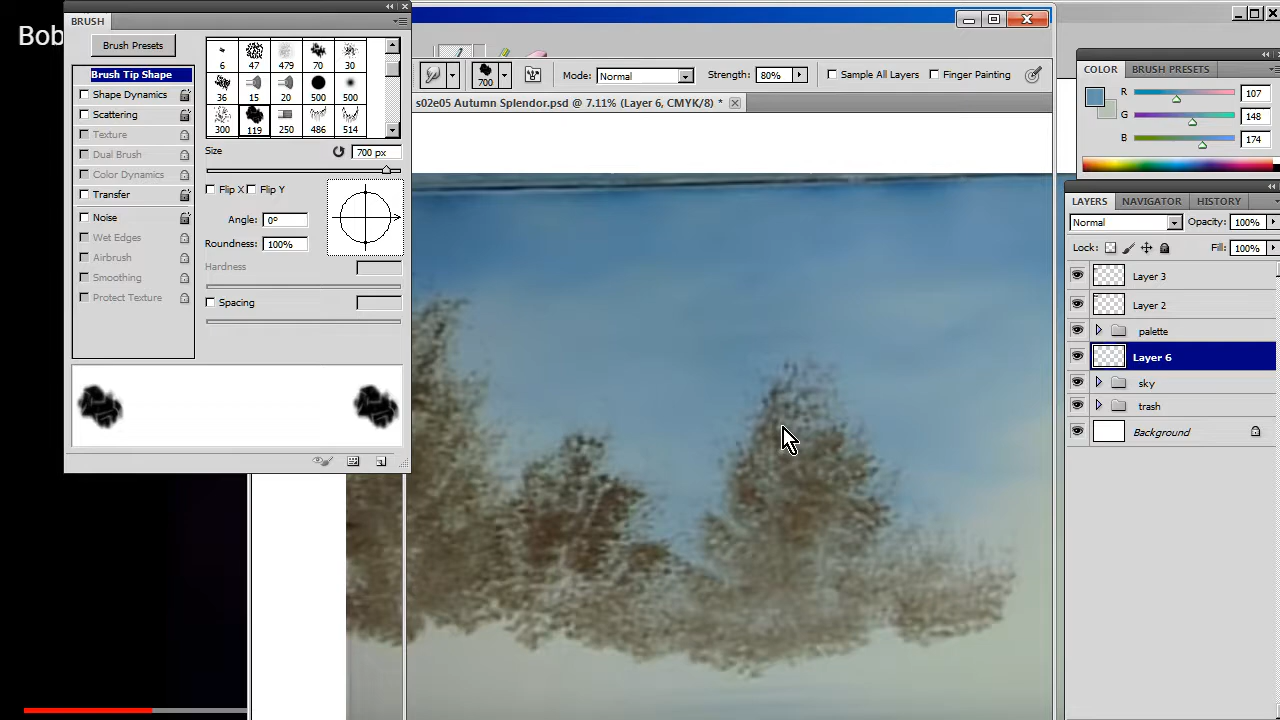 Bob
BRUSH
Brush Presets
Brush Tip Shape
Shape Dynamics
Scattering
Texture
Dual Brush
Color Dynamics
Transfer
Noise
Wet Edges
Airbrush
Smoothing
Protect Texture
6 47 479 70 30
36 15 20 500 500
300 119 250 486 514
Size 700 px
Flip X Flip Y
Angle: 0º
Roundness: 100%
Hardness
Spacing
700 Mode: Normal Strength: 80% Sample All Layers Finger Painting
s02e05 Autumn Splendor.psd @ 7.11% (Layer 6, CMYK/8) *
COLOR BRUSH PRESETS
R 107
G 148
B 174
LAYERS NAVIGATOR HISTORY
Normal Opacity: 100%
Lock: Fill: 100%
Layer 3
Layer 2
palette
Layer 6
sky
trash
Background